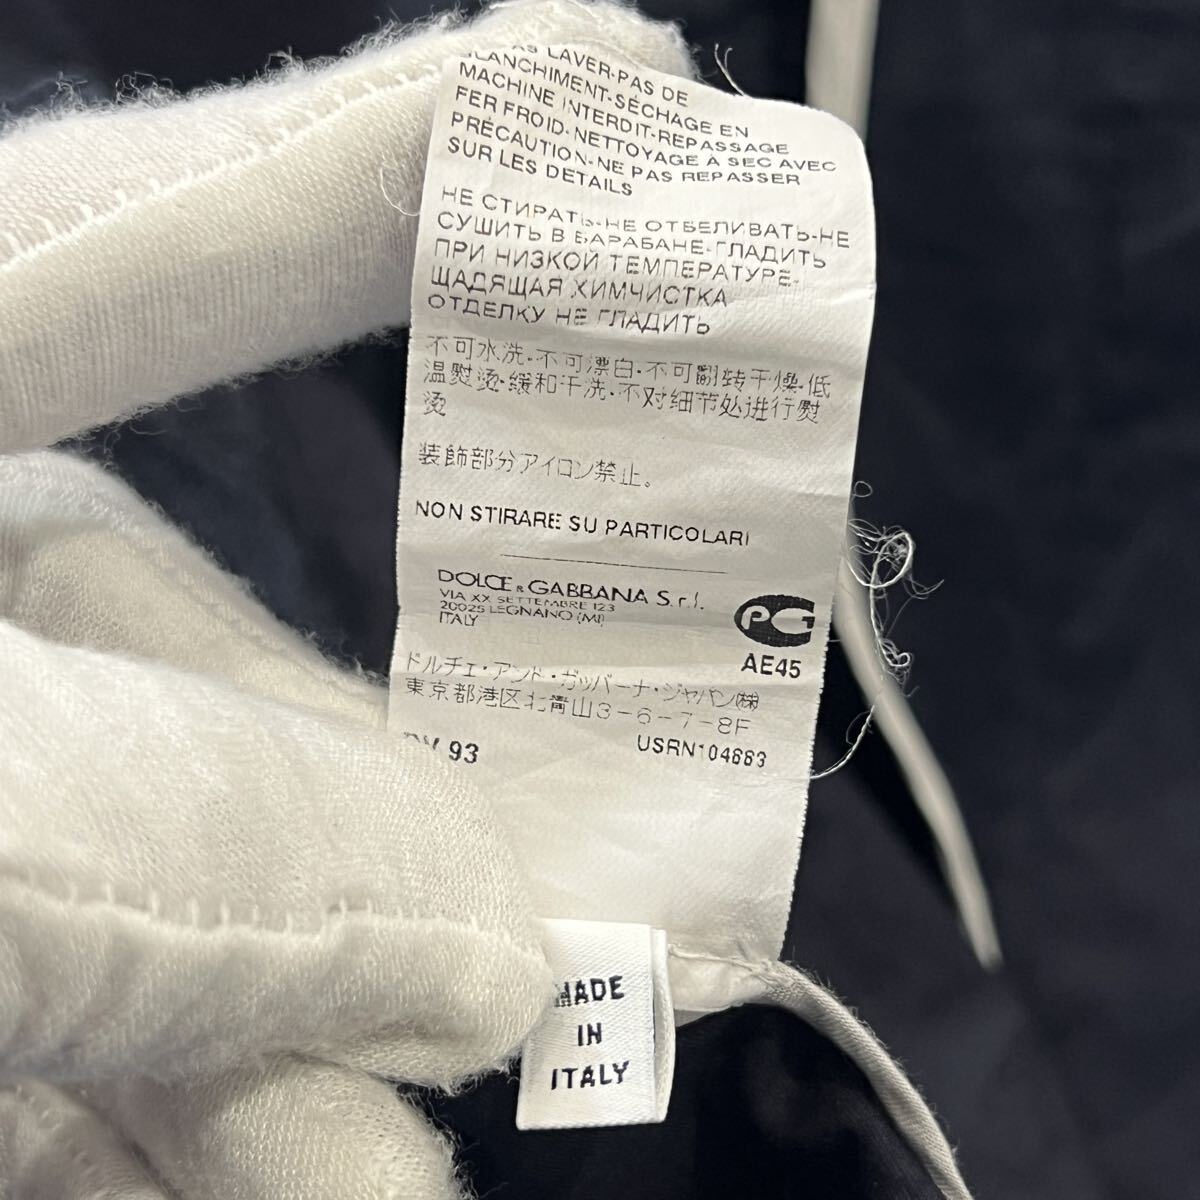 LAVER-PAS DE
BLANCHIMENT-SÉCHAGE EN
MACHINE INTERDIT-REPASSAGE
FER FROID-NETTOYAGE À SEC AVEC
PRÉCAUTION-NE PAS REPASSER
SUR LES DETAILS
НЕ СТИРАТЬ-НЕ ОТБЕЛИВАТЬ-НЕ
СУШИТЬ В БАРАБАНЕ-ГЛАДИТЬ
ПРИ НИЗКОЙ ТЕМПЕРАТУРЕ-
ЩАДЯЩАЯ ХИМЧИСТКА
ОТДЕЛКУ НЕ ГЛАДИТЬ
不可水洗-不可漂白-不可翻转干燥-低
温熨烫-缓和干洗-不对细节处进行熨
烫
装飾部分アイロン禁止。
NON STIRARE SU PARTICOLARI
DOLCE & GABBANA S.r.l.
VIA XX SETTEMBRE 123
20025 LEGNANO (MI)
ITALY
PG
AE45
ドルチェ・アンド・ガッバーナ・ジャパン㈱
東京都港区北青山3-6-7-8F
93
USRN104663
MADE
IN
ITALY